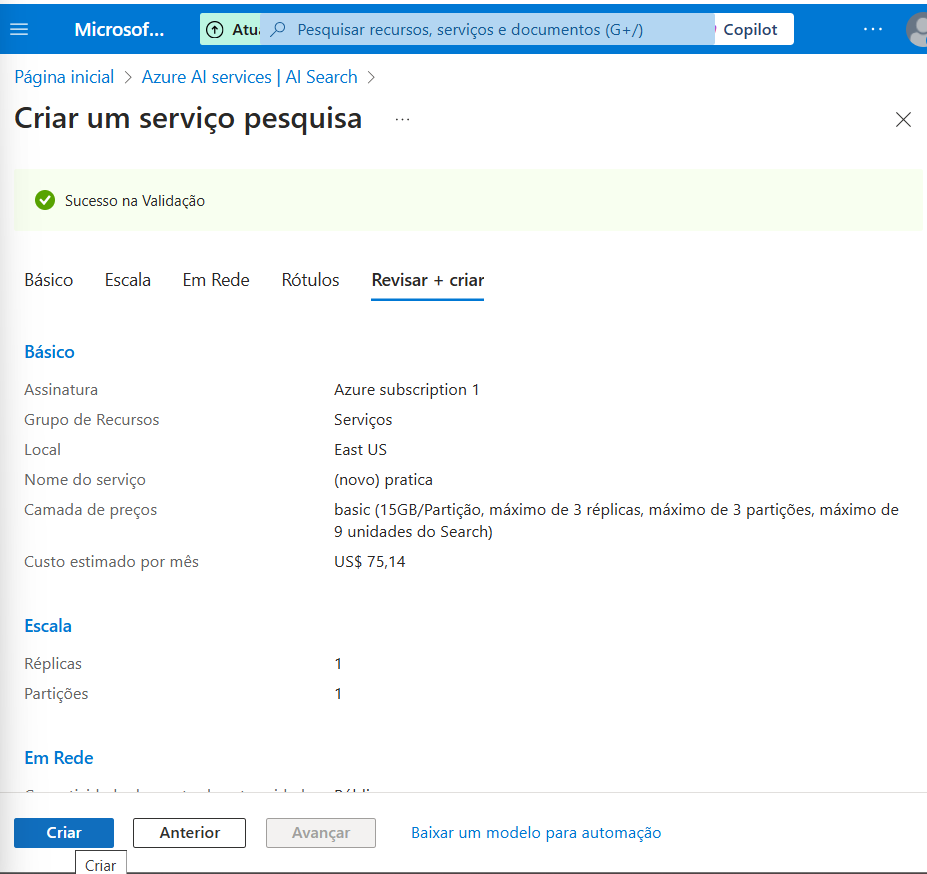 Microsof...
Atua
Pesquisar recursos, serviços e documentos (G+/)
Copilot
...
Página inicial > Azure AI services | AI Search >
Criar um serviço pesquisa ...
Sucesso na Validação
Básico Escala Em Rede Rótulos Revisar + criar
Básico
Assinatura Azure subscription 1
Grupo de Recursos Serviços
Local East US
Nome do serviço (novo) pratica
Camada de preços basic (15GB/Partição, máximo de 3 réplicas, máximo de 3 partições, máximo de
9 unidades do Search)
Custo estimado por mês US$ 75,14
Escala
Réplicas 1
Partições 1
Em Rede
Criar Anterior Avançar Baixar um modelo para automação
Criar